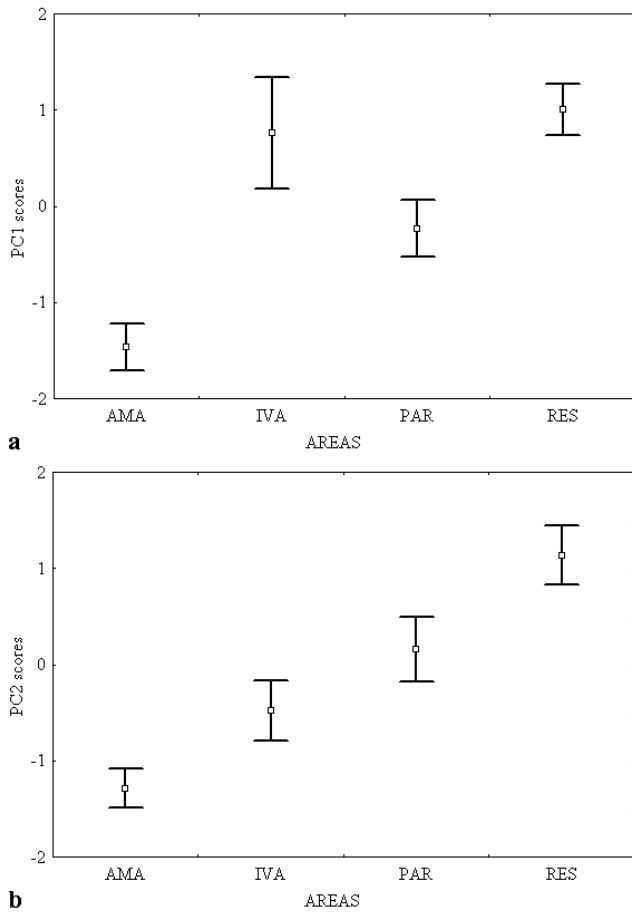 2
1
0
-1
-2
PC1 scores
AMA IVA PAR RES
AREAS
a
2
1
0
-1
-2
PC2 scores
AMA IVA PAR RES
AREAS
b